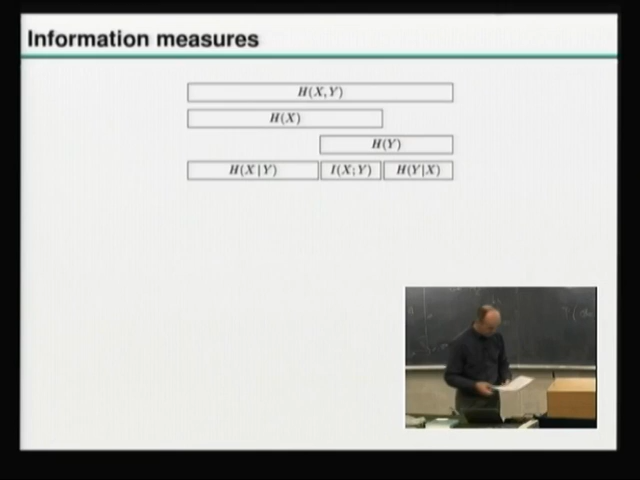 Information measures
H(X,Y)
H(X)
H(Y)
H(X|Y) I(X;Y) H(Y|X)